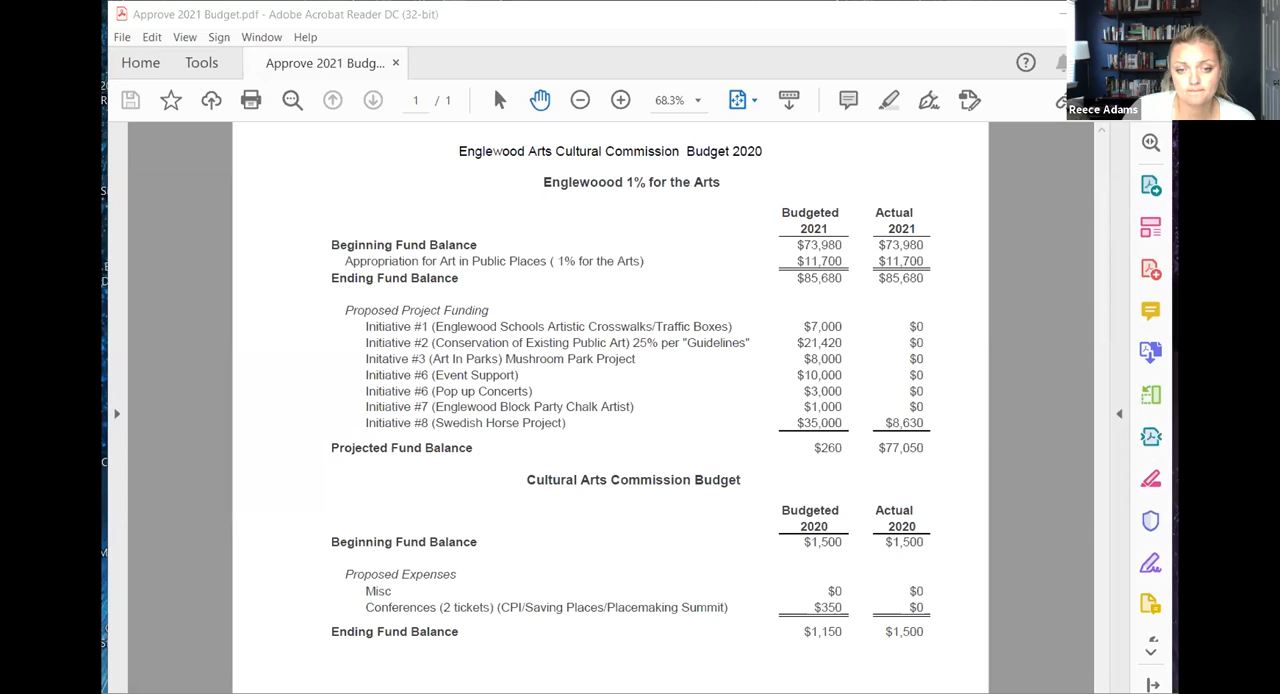 Approve 2021 Budget.pdf - Adobe Acrobat Reader DC (32-bit)
File Edit View Sign Window Help
Home Tools Approve 2021 Budg... ×
1 / 1 68.3%
Reece Adams
Englewood Arts Cultural Commission Budget 2020
Englewoood 1% for the Arts
Budgeted Actual
2021 2021
Beginning Fund Balance $73,980 $73,980
Appropriation for Art in Public Places ( 1% for the Arts) $11,700 $11,700
Ending Fund Balance $85,680 $85,680
Proposed Project Funding
Initiative #1 (Englewood Schools Artistic Crosswalks/Traffic Boxes) $7,000 $0
Initiative #2 (Conservation of Existing Public Art) 25% per "Guidelines" $21,420 $0
Initative #3 (Art In Parks) Mushroom Park Project $8,000 $0
Initiative #6 (Event Support) $10,000 $0
Initiative #6 (Pop up Concerts) $3,000 $0
Initiative #7 (Englewood Block Party Chalk Artist) $1,000 $0
Initiative #8 (Swedish Horse Project) $35,000 $8,630
Projected Fund Balance $260 $77,050
Cultural Arts Commission Budget
Budgeted Actual
2020 2020
Beginning Fund Balance $1,500 $1,500
Proposed Expenses
Misc $0 $0
Conferences (2 tickets) (CPI/Saving Places/Placemaking Summit) $350 $0
Ending Fund Balance $1,150 $1,500